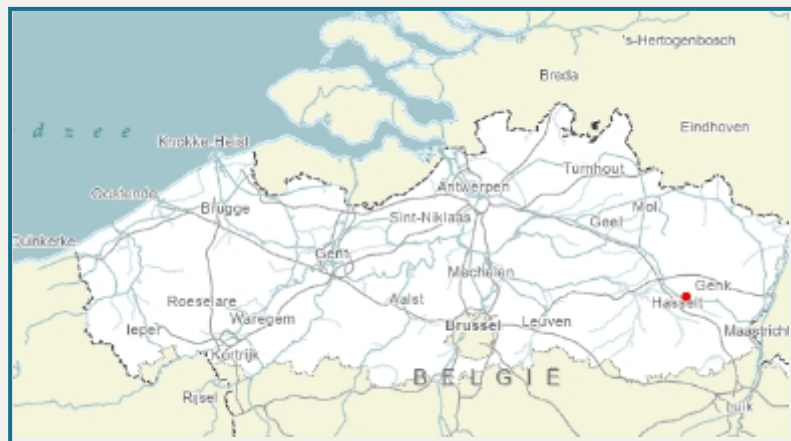 's-Hertogenbosch
Breda
d z e e
Eindhoven
Knokke-Heist
Turnhout
Antwerpen
Oostende
Mol
Brugge
Sint-Niklaas
Geel
Duinkerke
Gent
Mechelen
Genk
Roeselare
Aalst
Hasselt
Waregem
Brussel
Leuven
Ieper
Maastricht
Kortrijk
BELGIË
Rijsel
Luik